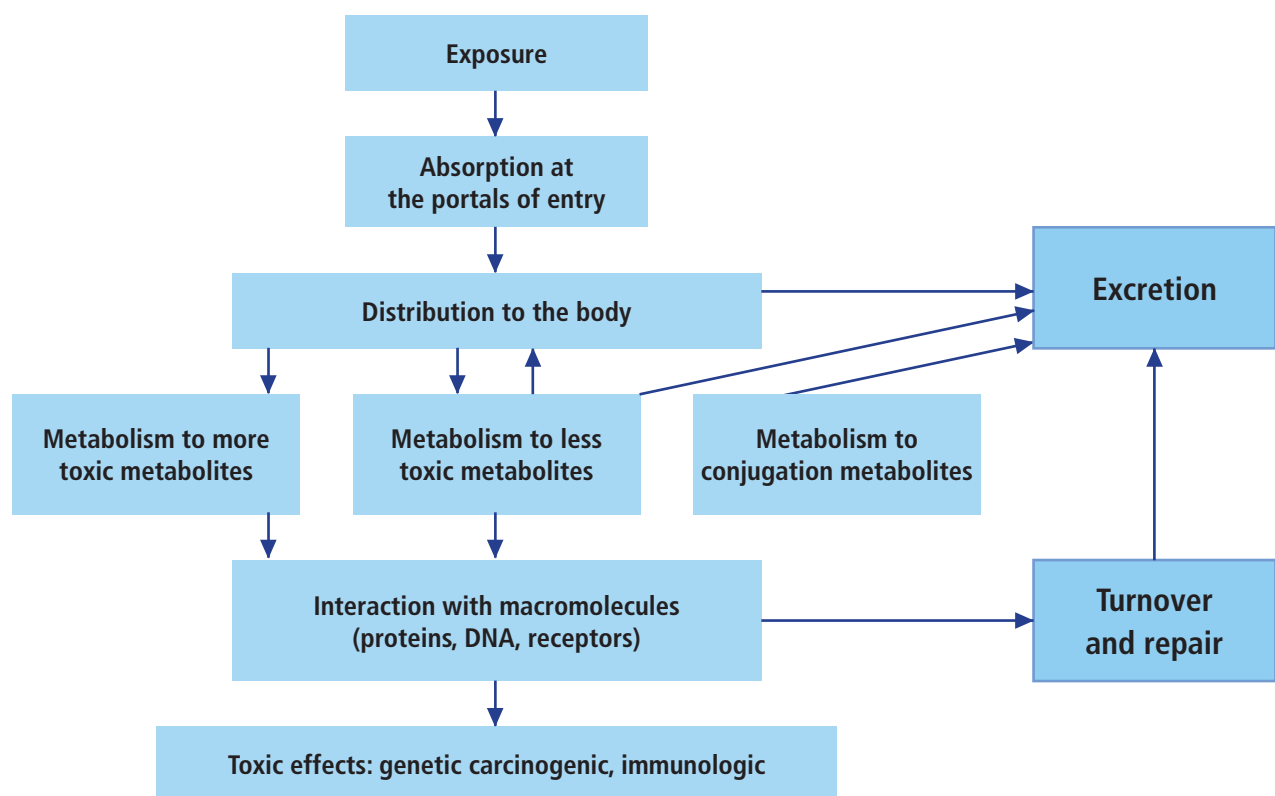 Exposure
Absorption at
the portals of entry
Distribution to the body
Excretion
Metabolism to more
toxic metabolites
Metabolism to less
toxic metabolites
Metabolism to
conjugation metabolites
Interaction with macromolecules
(proteins, DNA, receptors)
Turnover
and repair
Toxic effects: genetic carcinogenic, immunologic